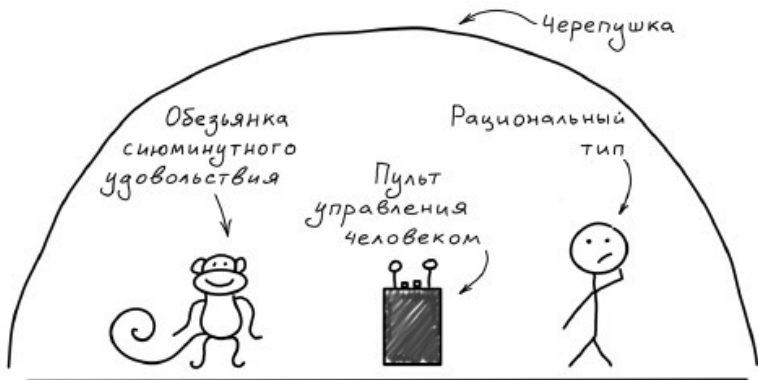 Черепушка
Обезьянка
сиюминутного
удовольствия
Пульт
управления
человеком
Рациональный
тип